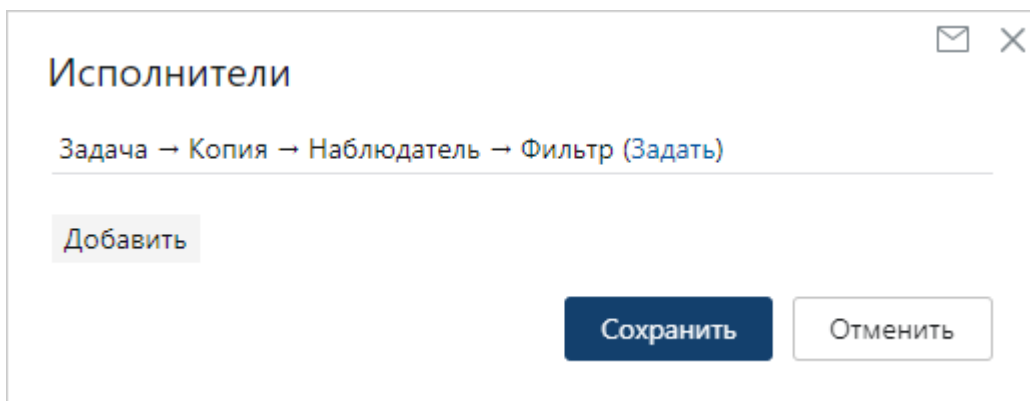 Исполнители
Задача → Копия → Наблюдатель → Фильтр (Задать)
Добавить
Сохранить Отменить